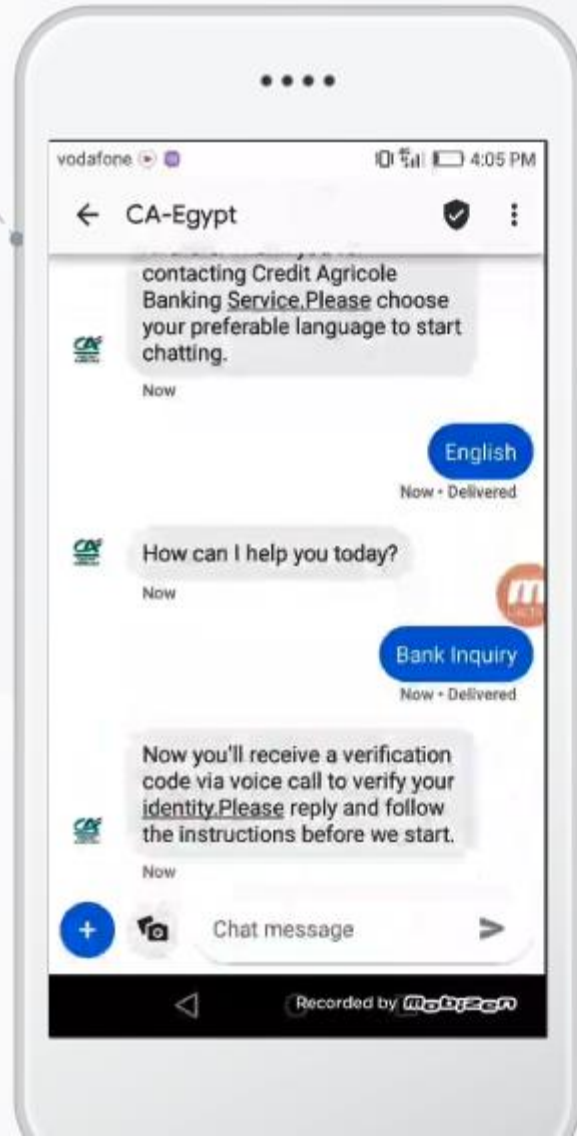 vodafone
4:05 PM
CA-Egypt
contacting Credit Agricole
Banking Service.Please choose
your preferable language to start
chatting.
Now
English
Now • Delivered
How can I help you today?
Now
Bank Inquiry
Now • Delivered
Now you'll receive a verification
code via voice call to verify your
identity.Please reply and follow
the instructions before we start.
Now
Chat message
Recorded by mobizen